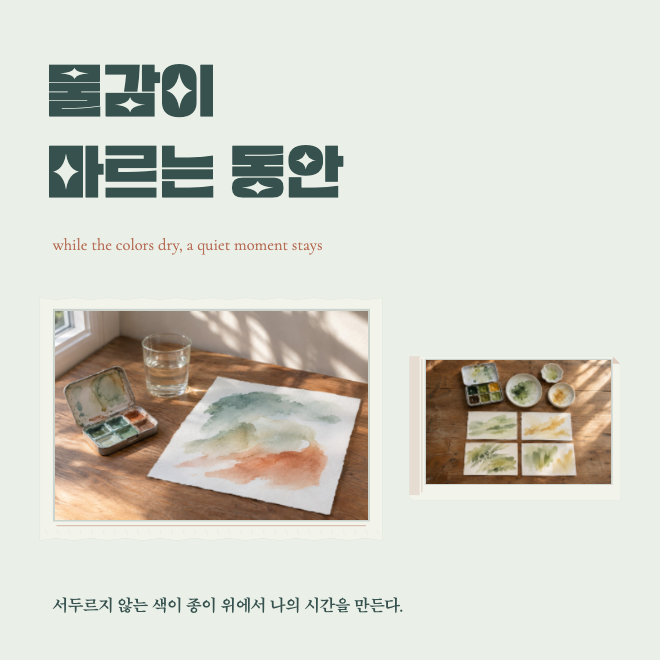 물감이
마르는 동안
while the colors dry, a quiet moment stays
서두르지 않는 색이 종이 위에서 나의 시간을 만든다.